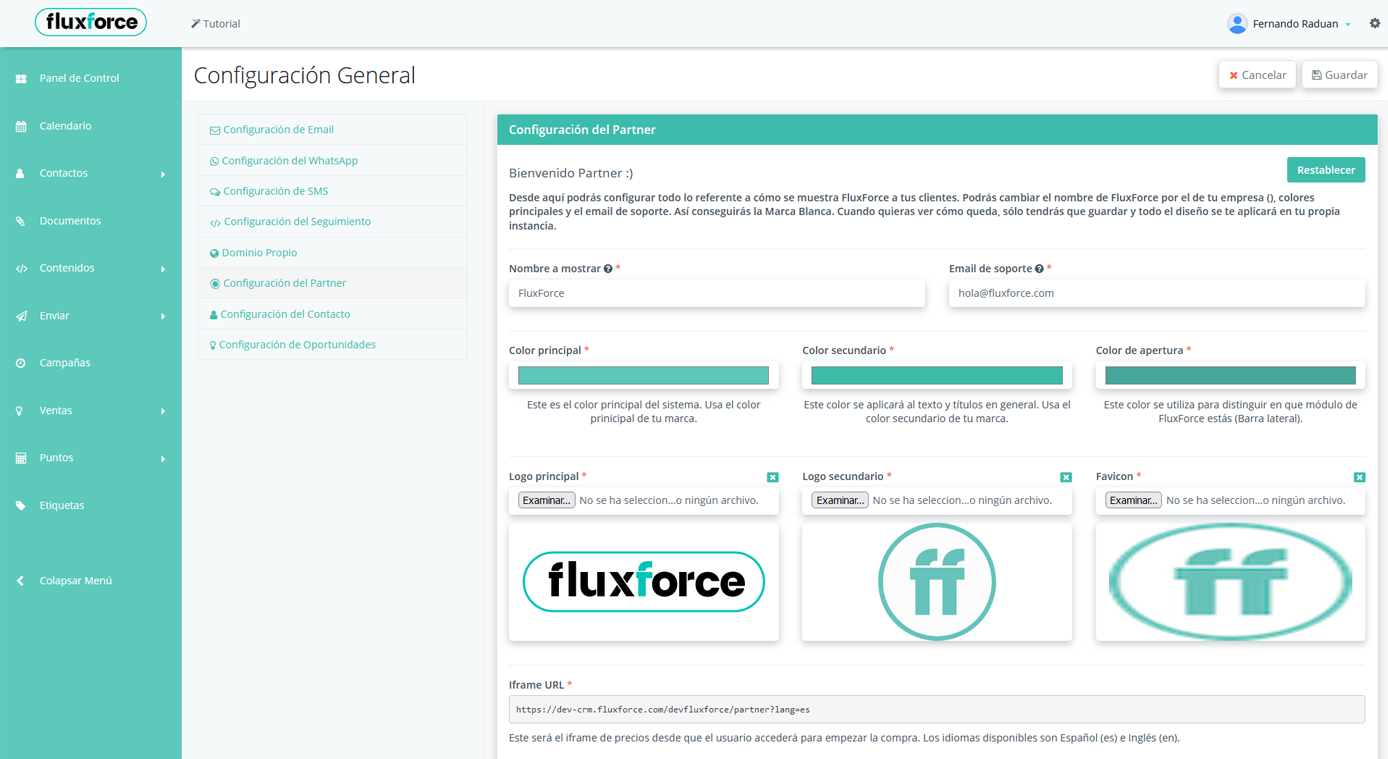 fluxforce
Tutorial
Fernando Raduan
Panel de Control
Calendario
Contactos
Documentos
Contenidos
Enviar
Campañas
Ventas
Puntos
Etiquetas
Colapsar Menú
Configuración General
Cancelar
Guardar
Configuración de Email
Configuración del WhatsApp
Configuración de SMS
Configuración del Seguimiento
Dominio Propio
Configuración del Partner
Configuración del Contacto
Configuración de Oportunidades
Configuración del Partner
Bienvenido Partner :)
Restablecer
Desde aquí podrás configurar todo lo referente a cómo se muestra FluxForce a tus clientes. Podrás cambiar el nombre de FluxForce por el de tu empresa (), colores
principales y el email de soporte. Así conseguirás la Marca Blanca. Cuando quieras ver cómo queda, sólo tendrás que guardar y todo el diseño se te aplicará en tu propia
instancia.
Nombre a mostrar *
FluxForce
Email de soporte *
hola@fluxforce.com
Color principal *
Este es el color principal del sistema. Usa el color
prinicipal de tu marca.
Color secundario *
Este color se aplicará al texto y títulos en general. Usa el
color secundario de tu marca.
Color de apertura *
Este color se utiliza para distinguir en que módulo de
FluxForce estás (Barra lateral).
Logo principal *
Examinar... No se ha seleccion...o ningún archivo.
fluxforce
Logo secundario *
Examinar... No se ha seleccion...o ningún archivo.
ff
Favicon *
Examinar... No se ha seleccion...o ningún archivo.
ff
Iframe URL *
https://dev-crm.fluxforce.com/devfluxforce/partner?lang=es
Este será el iframe de precios desde que el usuario accederá para empezar la compra. Los idiomas disponibles son Español (es) e Inglés (en).